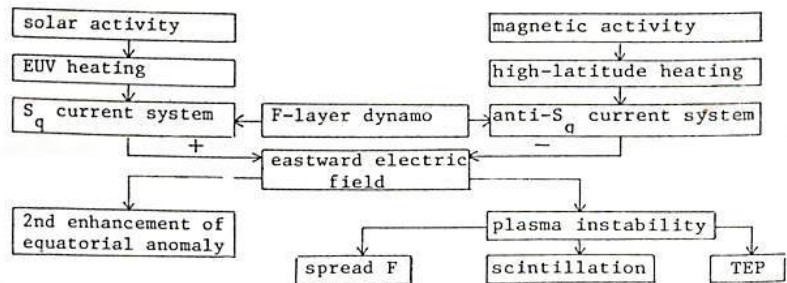 solar activity
magnetic activity
EUV heating
high-latitude heating
Sq current system
F-layer dynamo
anti-Sq current system
+
-
eastward electric
field
2nd enhancement of
equatorial anomaly
plasma instability
spread F
scintillation
TEP